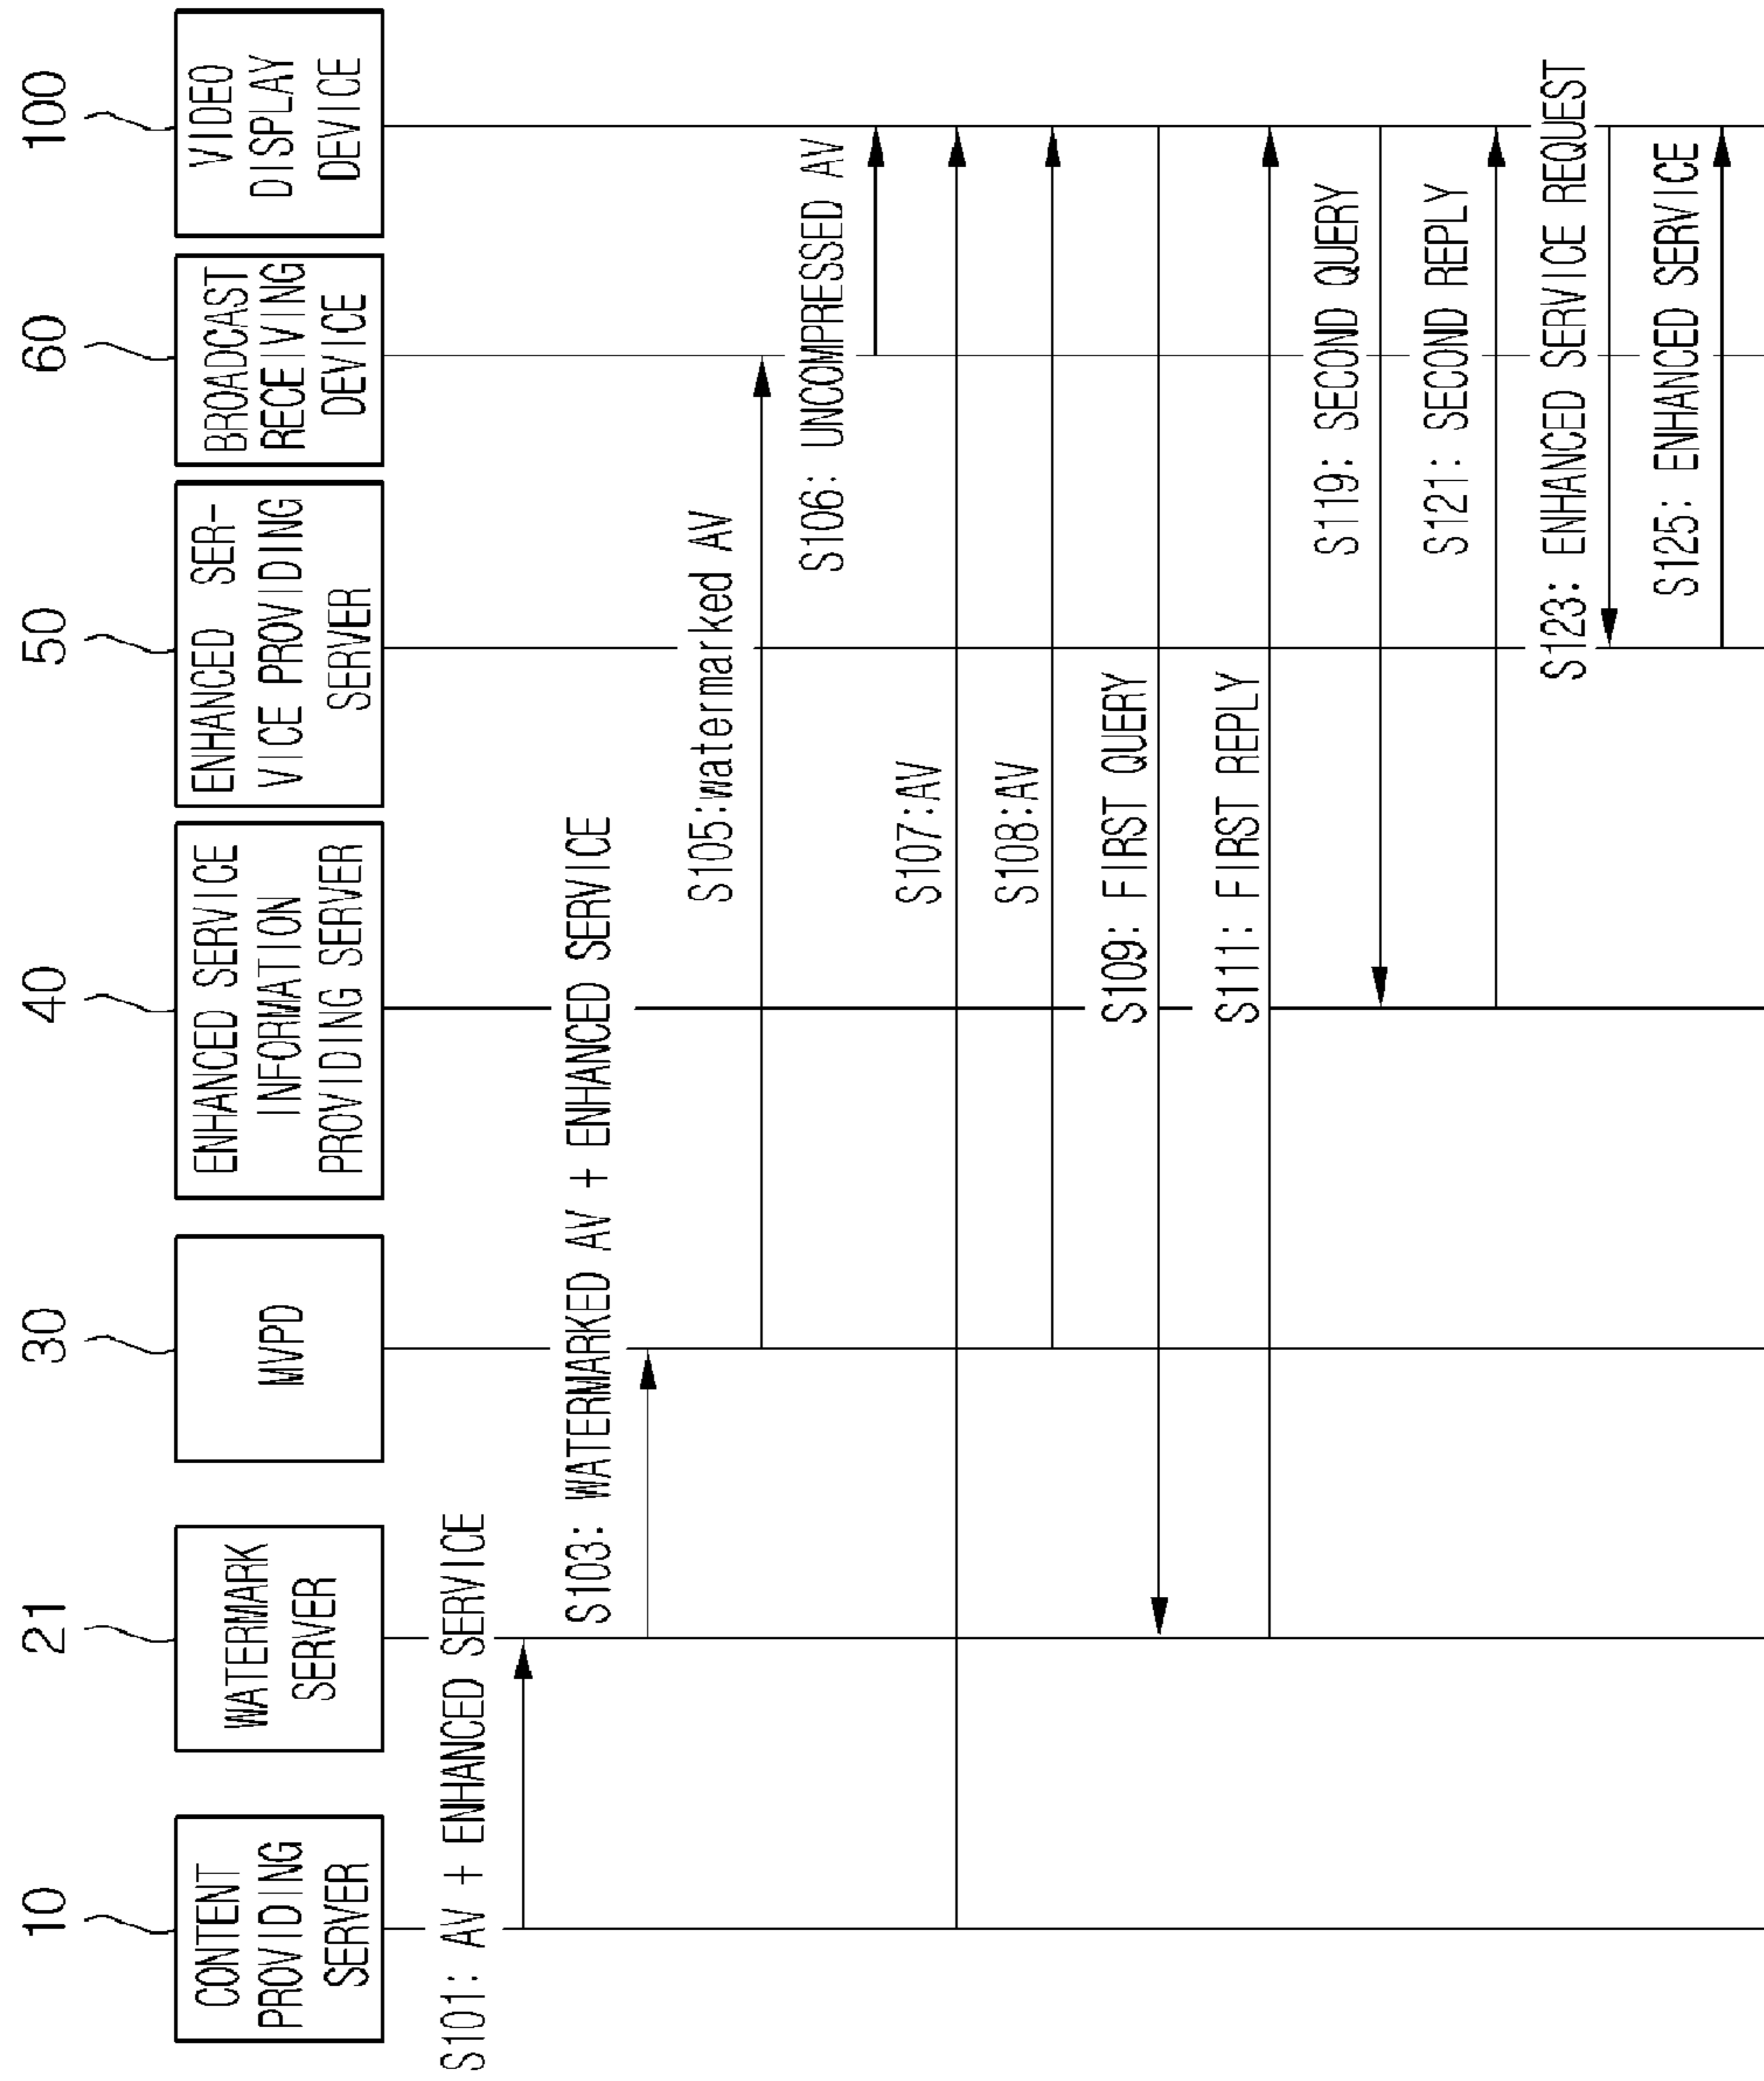 10
21
30
40
50
60
100
CONTENT
PROVIDING
SERVER
WATERMARK
SERVER
MVPD
ENHANCED SERVICE
INFORMATION
PROVIDING SERVER
ENHANCED SER-
VICE PROVIDING
SERVER
BROADCAST
RECEIVING
DEVICE
VIDEO
DISPLAY
DEVICE
S101: AV + ENHANCED SERVICE
S103: WATERMARKED AV + ENHANCED SERVICE
S105:watermarked AV
S106: UNCOMPRESSED AV
S107:AV
S108:AV
S109: FIRST QUERY
S111: FIRST REPLY
S119: SECOND QUERY
S121: SECOND REPLY
S123: ENHANCED SERVICE REQUEST
S125: ENHANCED SERVICE